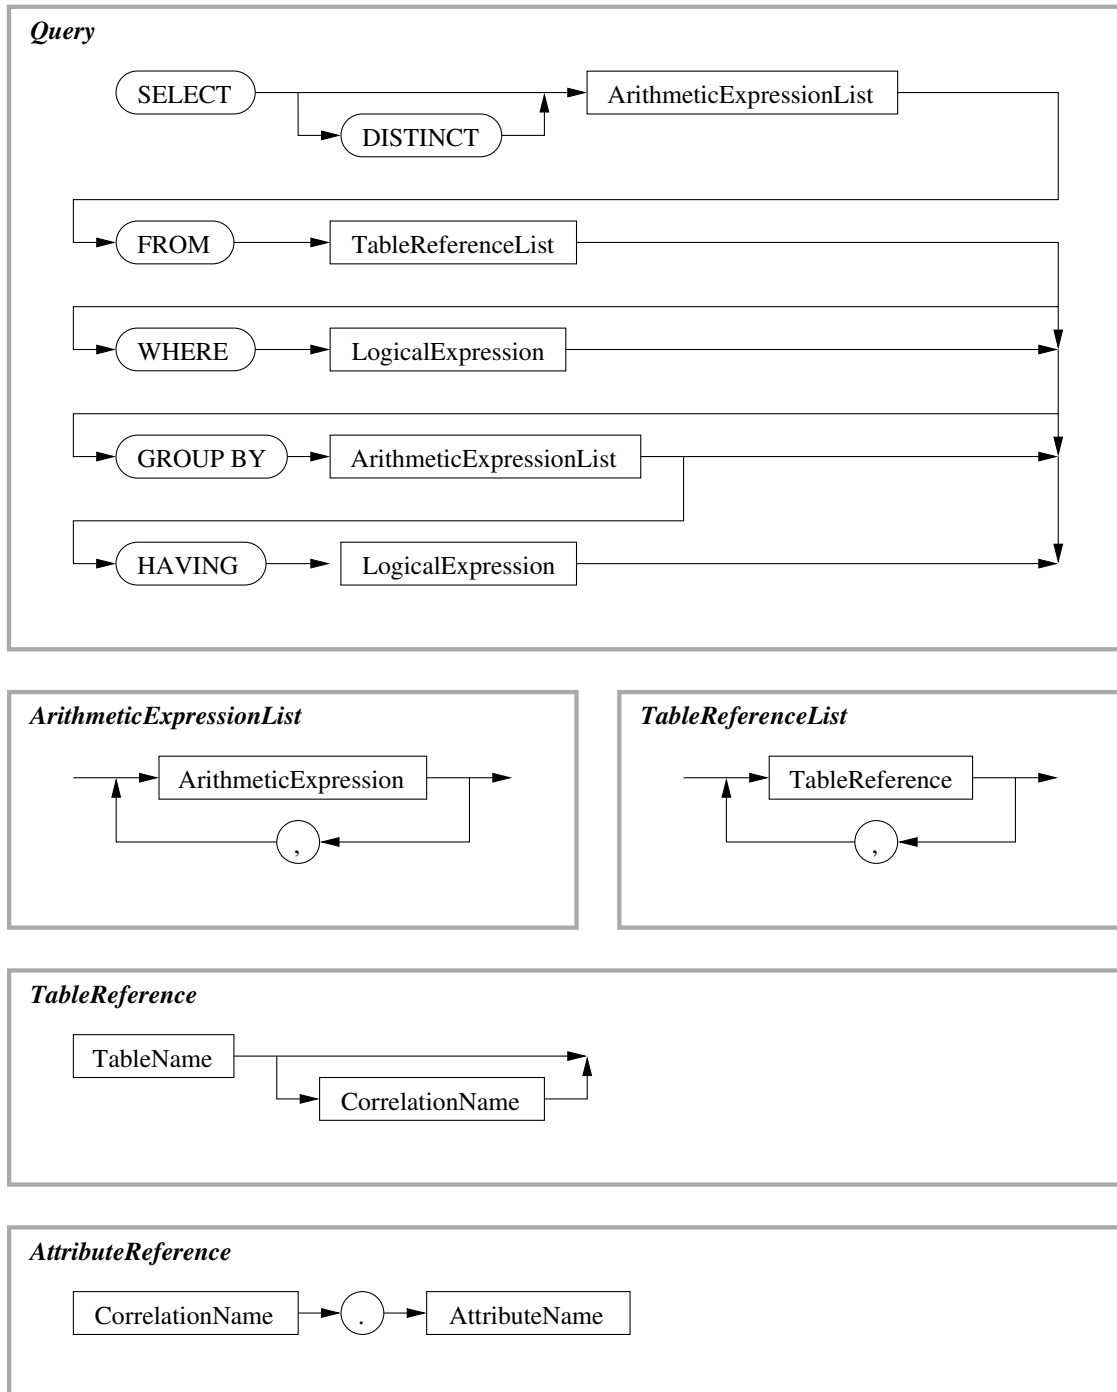 Query
SELECT ArithmeticExpressionList
DISTINCT
FROM TableReferenceList
WHERE LogicalExpression
GROUP BY ArithmeticExpressionList
HAVING LogicalExpression
ArithmeticExpressionList
ArithmeticExpression
,
TableReferenceList
TableReference
,
TableReference
TableName
CorrelationName
AttributeReference
CorrelationName . AttributeName